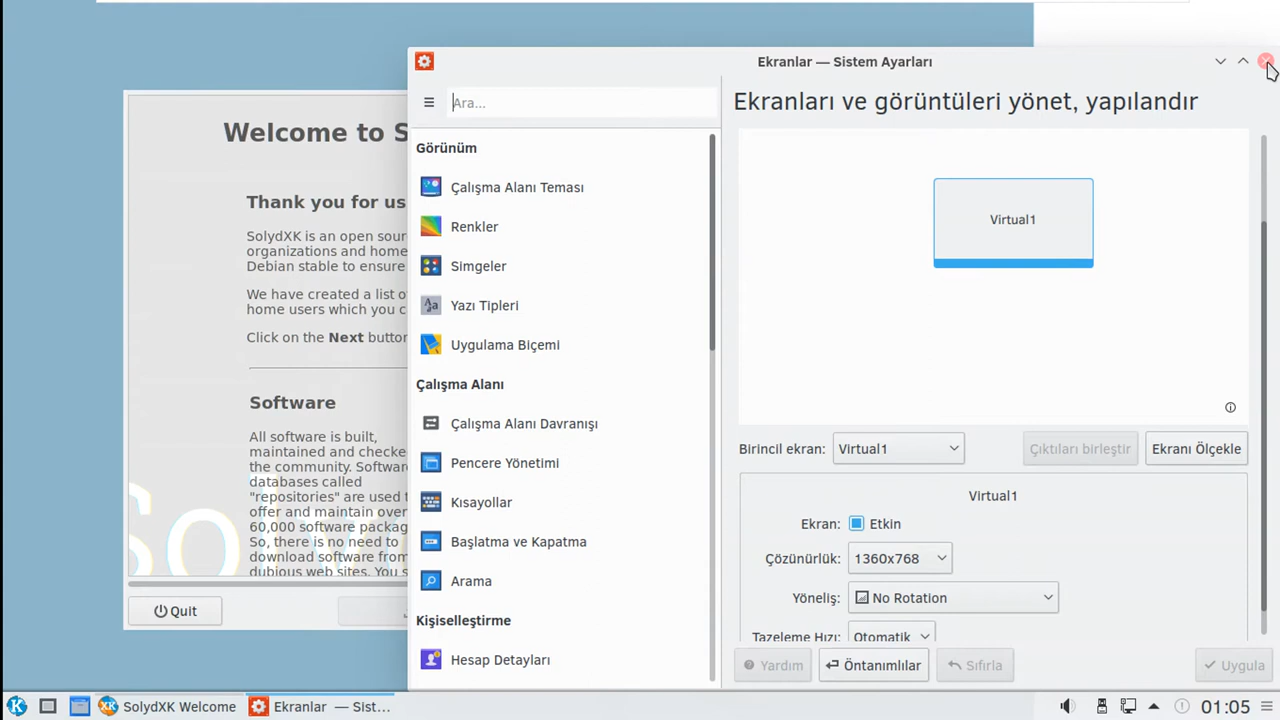 Ekranlar — Sistem Ayarları
Ara...
Görünüm
Çalışma Alanı Teması
Renkler
Simgeler
Yazı Tipleri
Uygulama Biçemi
Çalışma Alanı
Çalışma Alanı Davranışı
Pencere Yönetimi
Kısayollar
Başlatma ve Kapatma
Arama
Kişiselleştirme
Hesap Detayları
Ekranları ve görüntüleri yönet, yapılandır
Virtual1
Birincil ekran: Virtual1
Çıktıları birleştir
Ekranı Ölçekle
Virtual1
Ekran: Etkin
Çözünürlük: 1360x768
Yöneliş: No Rotation
Tazeleme Hızı: Otomatik
Yardım
Öntanımlılar
Sıfırla
Uygula
Welcome to S
Thank you for us
SolydXK is an open sour
organizations and home
Debian stable to ensure
We have created a list of
home users which you c
Click on the Next button
Software
All software is built,
maintained and checke
the community. Softwar
databases called
"repositories" are used t
offer and maintain over
60,000 software packag
So, there is no need to
download software from
dubious web sites. You s
Quit
SolydXK Welcome
Ekranlar — Sist...
01:05